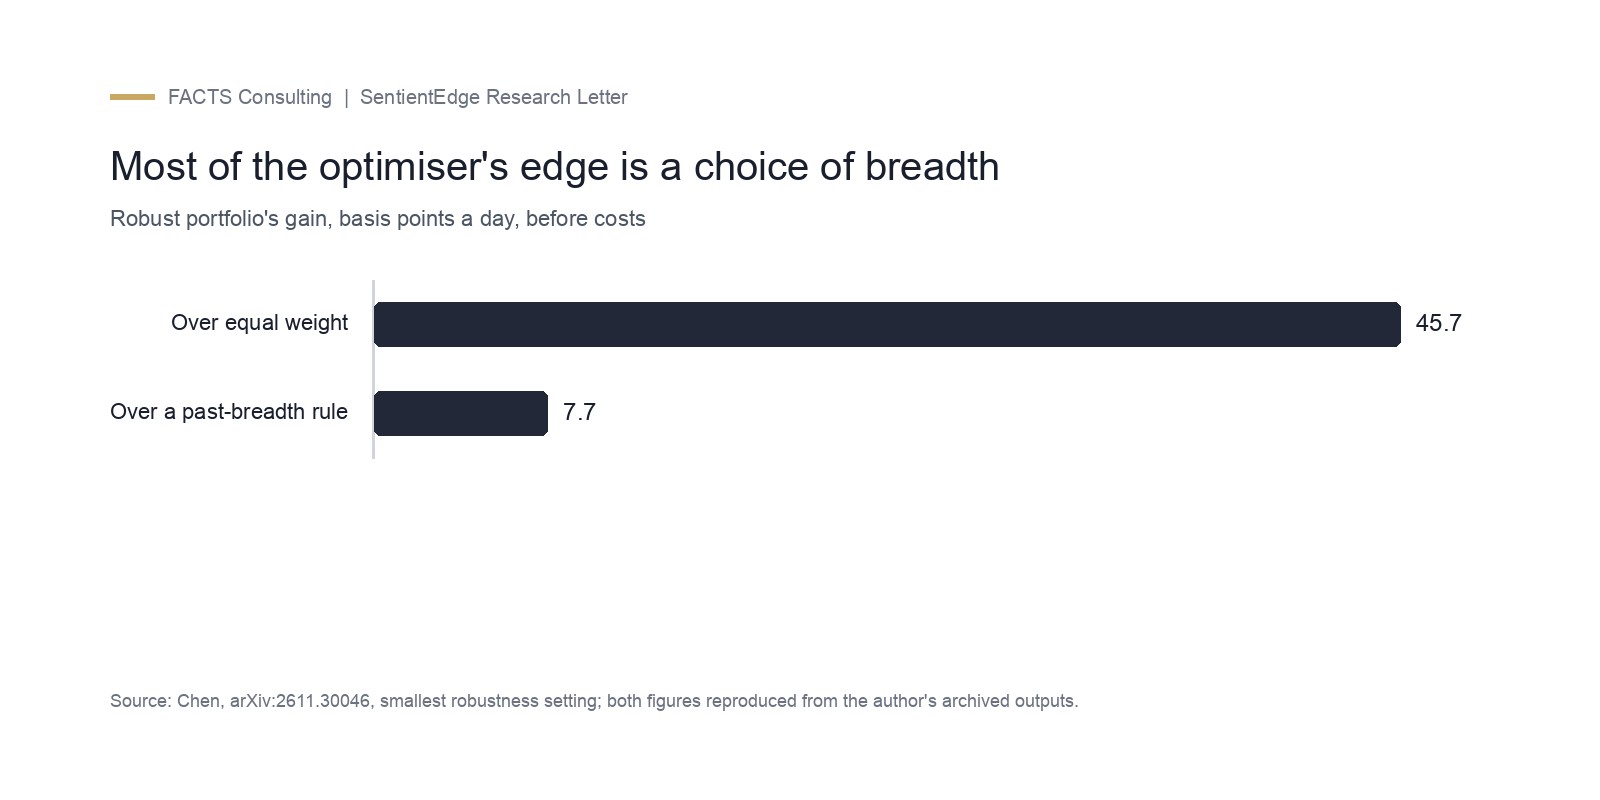 FACTS Consulting | SentientEdge Research Letter
Most of the optimiser's edge is a choice of breadth
Robust portfolio's gain, basis points a day, before costs
Over equal weight 45.7
Over a past-breadth rule 7.7
Source: Chen, arXiv:2611.30046, smallest robustness setting; both figures reproduced from the author's archived outputs.